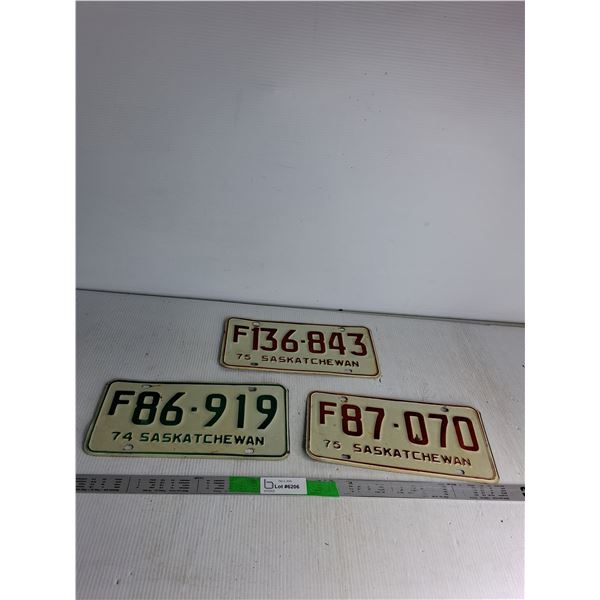 F136-843
75 SASKATCHEWAN
F86-919
74 SASKATCHEWAN
F87-070
75 SASKATCHEWAN
Lot #6206